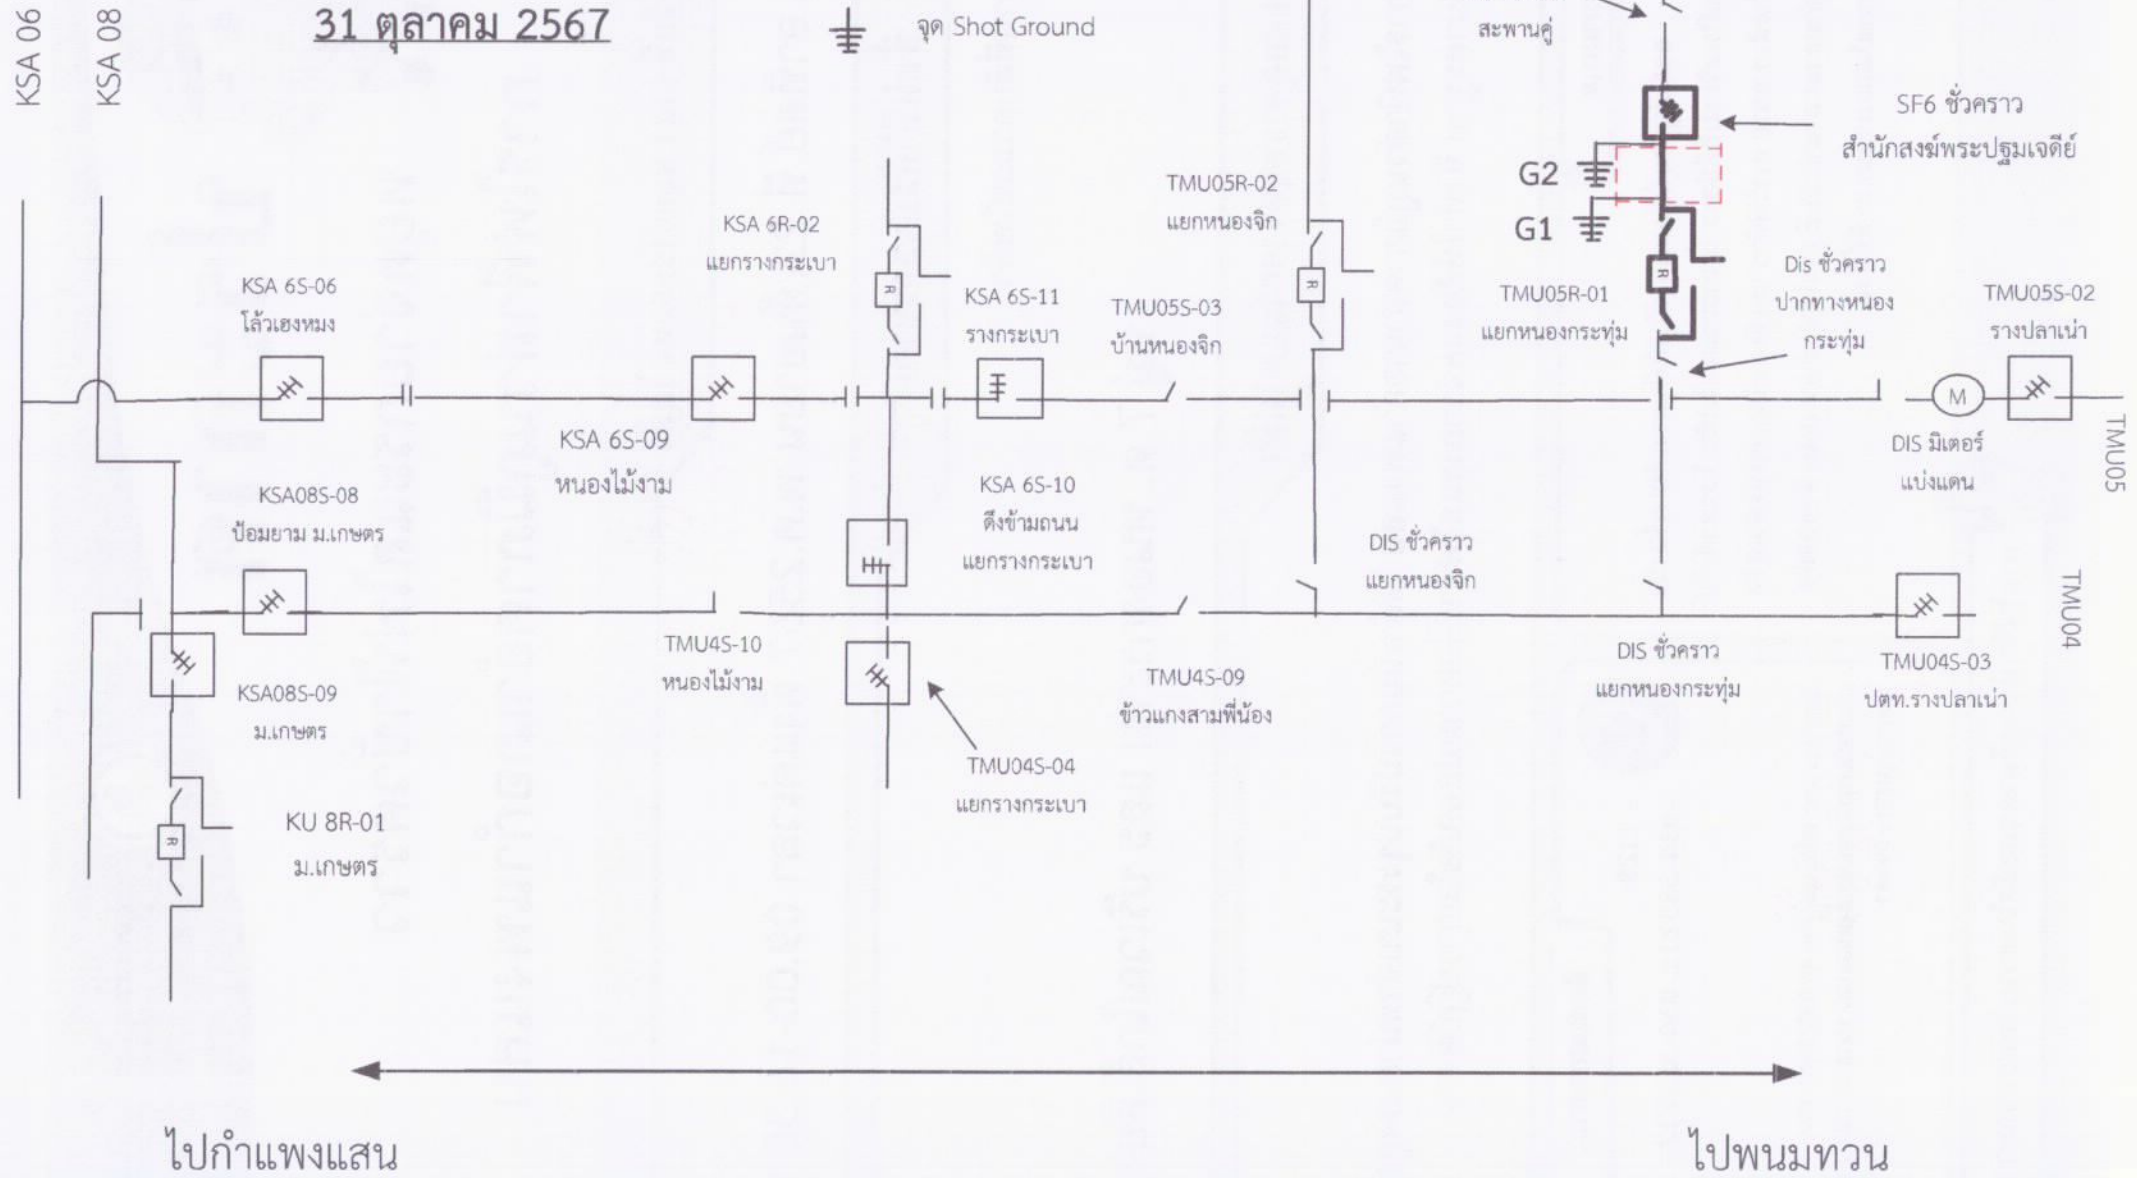 KSA 06
KSA 08
31 ตุลาคม 2567
จุด Shot Ground
สะพานคู่
SF6 ชั่วคราว
สำนักสงฆ์พระปฐมเจดีย์
G2
G1
TMU05R-02
แยกหนองจิก
KSA 6R-02
แยกรางกระเบา
R
R
R
KSA 6S-06
โล้วเฮงหมง
KSA 6S-11
รางกระเบา
TMU05S-03
บ้านหนองจิก
TMU05R-01
แยกหนองกระทุ่ม
Dis ชั่วคราว
ปากทางหนอง
กระทุ่ม
TMU05S-02
รางปลาเน่า
M
TMU05
DIS มิเตอร์
แบ่งแดน
KSA 6S-09
หนองไม้งาม
KSA08S-08
ป้อมยาม ม.เกษตร
KSA 6S-10
ดึงข้ามถนน
แยกรางกระเบา
DIS ชั่วคราว
แยกหนองจิก
TMU04
TMU4S-10
หนองไม้งาม
KSA08S-09
ม.เกษตร
TMU4S-09
ข้าวแกงสามพี่น้อง
DIS ชั่วคราว
แยกหนองกระทุ่ม
TMU04S-03
ปตท.รางปลาเน่า
TMU04S-04
แยกรางกระเบา
R
KU 8R-01
ม.เกษตร
ไปกำแพงแสน
ไปพนมทวน